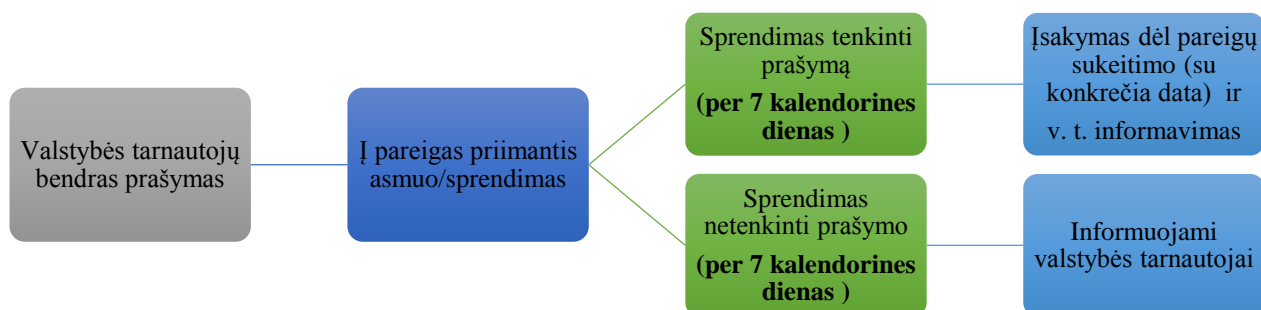 Valstybės tarnautojų
bendras prašymas
Į pareigas priimantis
asmuo/sprendimas
Sprendimas tenkinti
prašymą
(per 7 kalendorines
dienas )
Įsakymas dėl pareigų
sukeitimo (su
konkrečia data) ir
v. t. informavimas
Sprendimas
netenkinti prašymo
(per 7 kalendorines
dienas )
Informuojami
valstybės tarnautojai